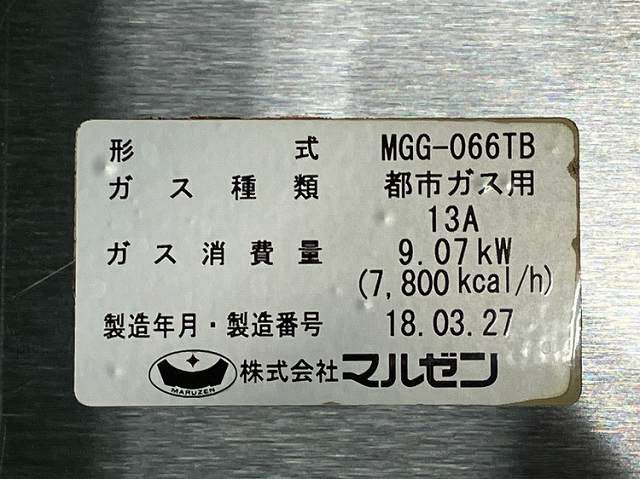 形式 MGG-066TB
ガス種類 都市ガス用
13A
ガス消費量 9.07kW
(7,800kcal/h)
製造年月・製造番号 18.03.27
MARUZEN 株式会社マルゼン